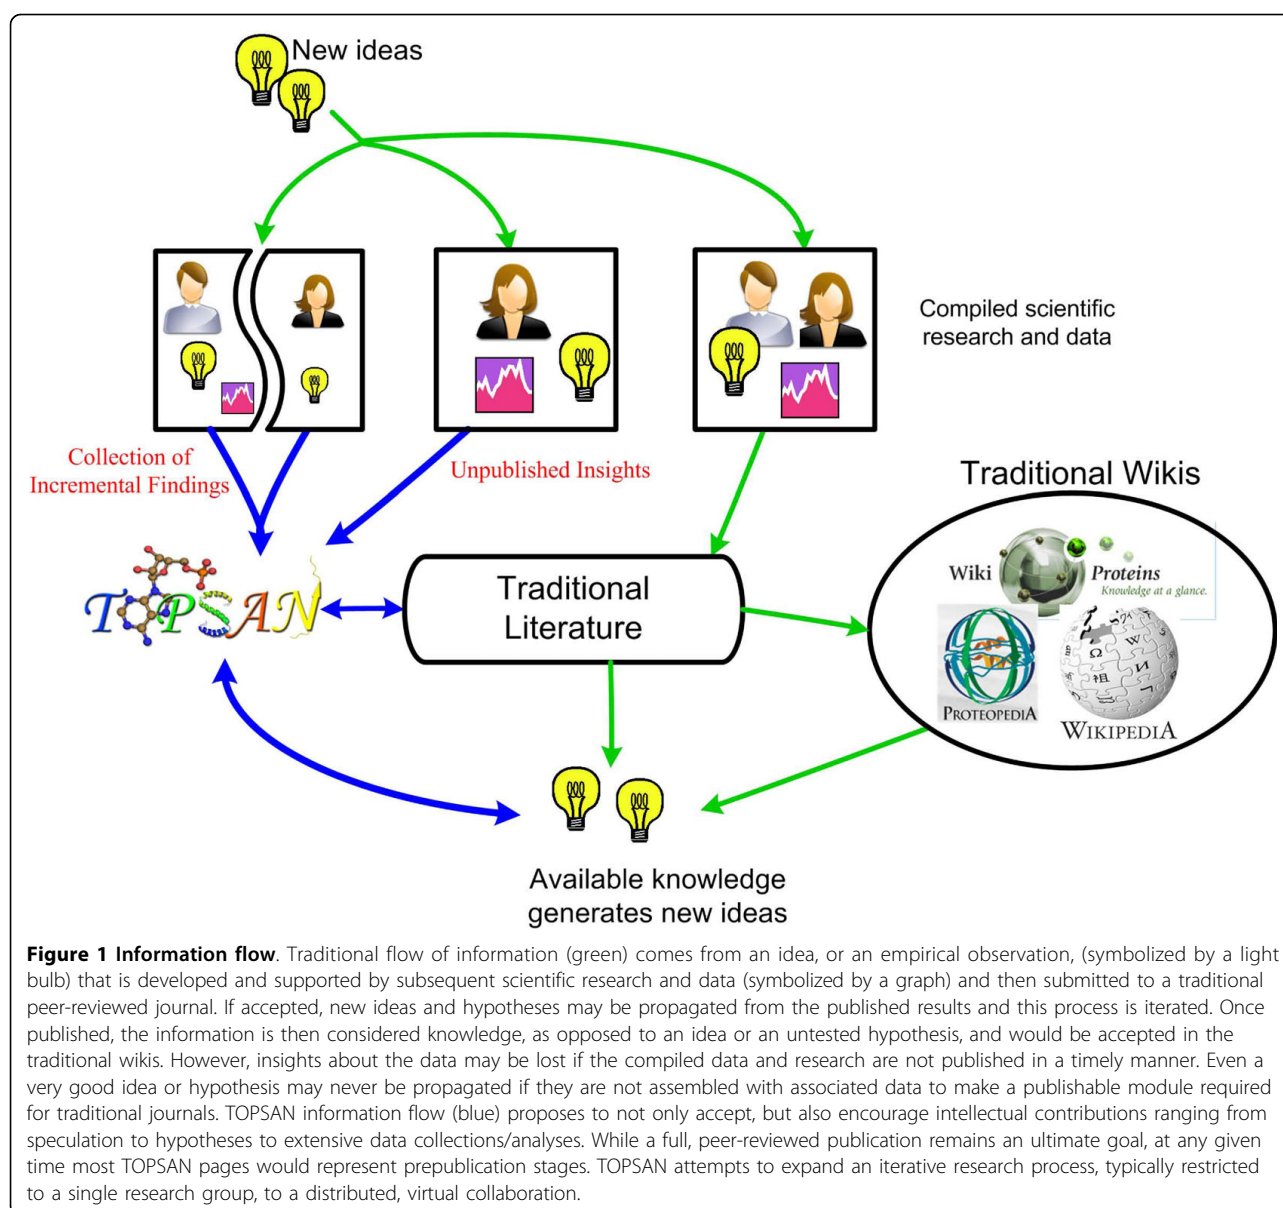 New ideas
Compiled scientific
research and data
Collection of
Incremental Findings
Unpublished Insights
Traditional Wikis
Wiki Proteins
Knowledge at a glance.
TOPSAN
Traditional
Literature
PROTEOPEDIA
WIKIPEDIA
Available knowledge
generates new ideas
Figure 1 Information flow. Traditional flow of information (green) comes from an idea, or an empirical observation, (symbolized by a light
bulb) that is developed and supported by subsequent scientific research and data (symbolized by a graph) and then submitted to a traditional
peer-reviewed journal. If accepted, new ideas and hypotheses may be propagated from the published results and this process is iterated. Once
published, the information is then considered knowledge, as opposed to an idea or an untested hypothesis, and would be accepted in the
traditional wikis. However, insights about the data may be lost if the compiled data and research are not published in a timely manner. Even a
very good idea or hypothesis may never be propagated if they are not assembled with associated data to make a publishable module required
for traditional journals. TOPSAN information flow (blue) proposes to not only accept, but also encourage intellectual contributions ranging from
speculation to hypotheses to extensive data collections/analyses. While a full, peer-reviewed publication remains an ultimate goal, at any given
time most TOPSAN pages would represent prepublication stages. TOPSAN attempts to expand an iterative research process, typically restricted
to a single research group, to a distributed, virtual collaboration.